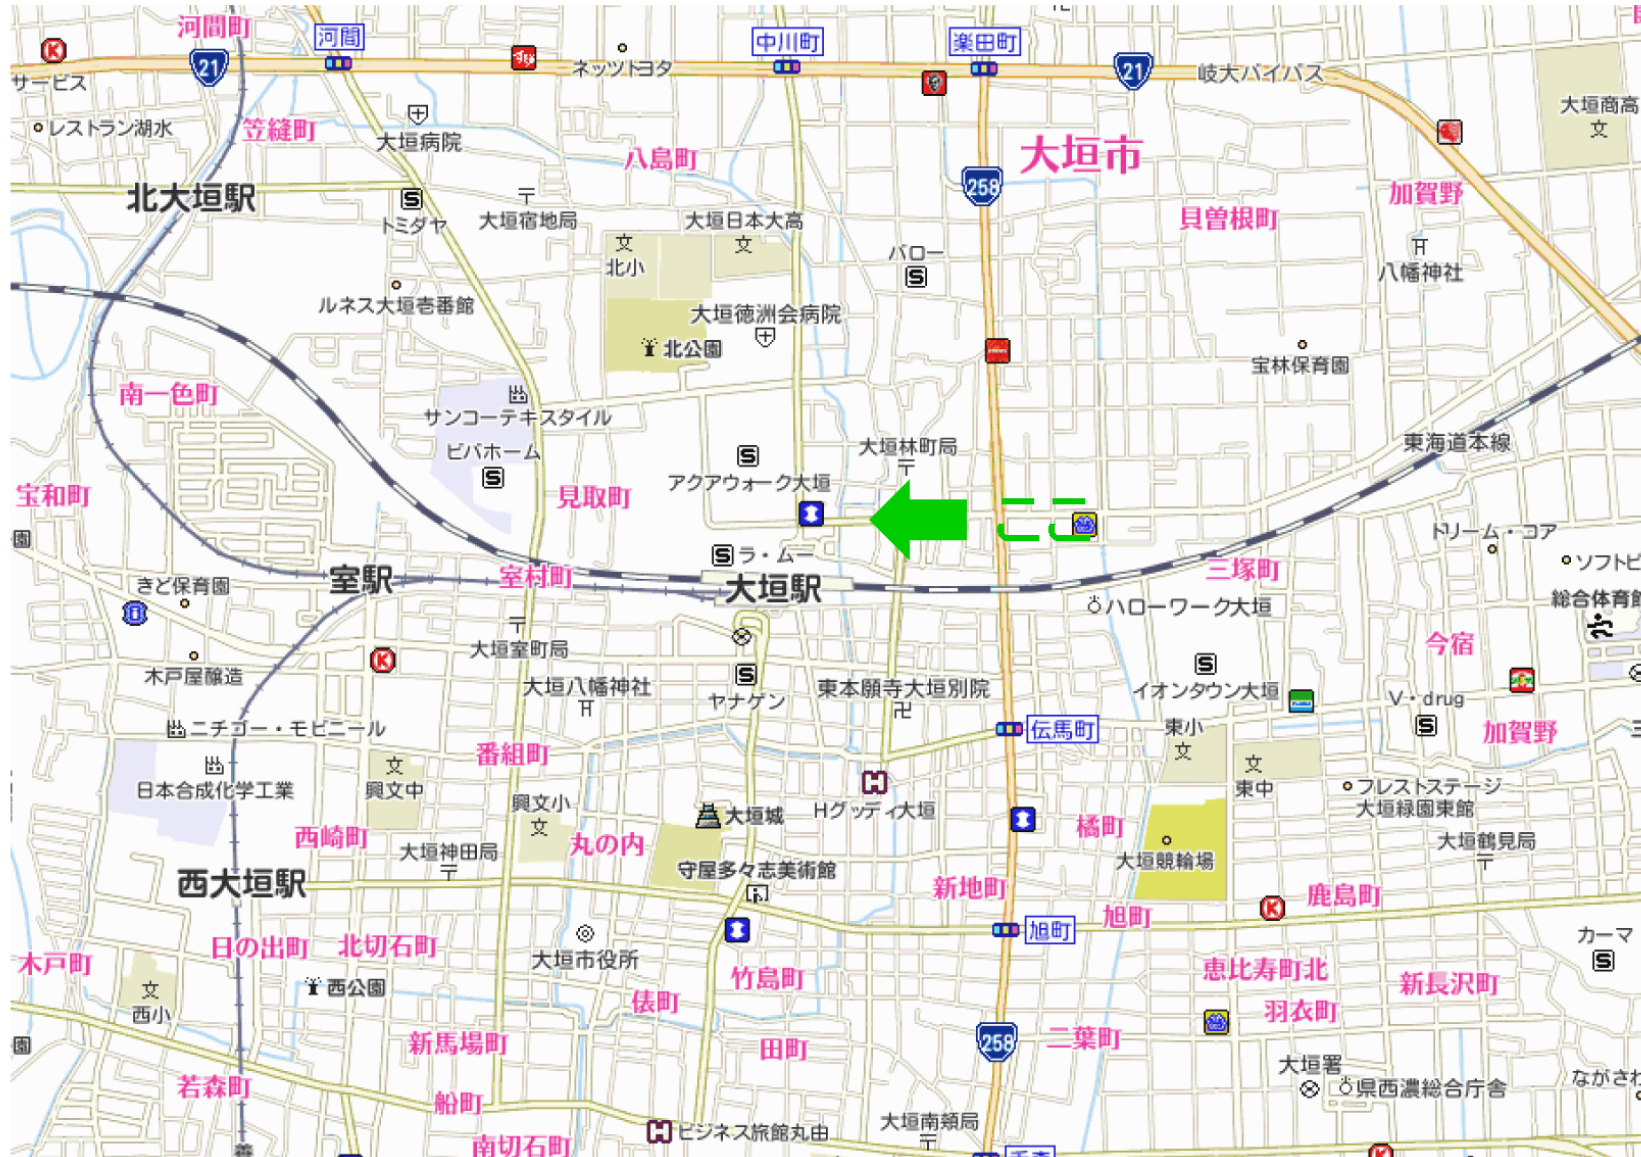 河間町
河間
中川町
楽田町
21
21
サービス
ネッツトヨタ
岐大バイパス
大垣商高
文
レストラン湖水
笠縫町
大垣病院
八島町
大垣市
258
北大垣駅
加賀野
S
トミダヤ
大垣宿地局
大垣日本大高
文
文
貝曽根町
北小
バロー
S
八幡神社
ルネス大垣壱番館
大垣徳洲会病院
北公園
宝林保育園
南一色町
サンコーテキスタイル
東海道本線
ビバホーム
S
大垣林町局
S
アクアウォーク大垣
宝和町
見取町
園
ドリーム・コア
S ラ・ムー
ソフトピ
室駅
室村町
大垣駅
三塚町
きど保育園
ハローワーク大垣
総合体育館
今宿
大垣室町局
木戸屋醸造
K
大垣八幡神社
S
ヤナゲン
東本願寺大垣別院
卍
S
イオンタウン大垣
V・drug
S
ニチゴー・モビニール
伝馬町
東小
文
加賀野
番組町
日本合成化学工業
文
興文中
H
Hグッディ大垣
文
東中
フレストステージ
大垣緑園東館
興文小
文
大垣城
西崎町
丸の内
橘町
大垣鶴見局
大垣神田局
大垣競輪場
守屋多々志美術館
西大垣駅
新地町
K
鹿島町
旭町
旭町
日の出町
北切石町
カーマ
S
木戸町
大垣市役所
竹島町
恵比寿町北
新長沢町
文
西小
西公園
俵町
羽衣町
園
新馬場町
田町
258
二葉町
大垣署
県西濃総合庁舎
ながさわ
若森町
船町
H ビジネス旅館丸由
大垣南頬局
南切石町
K